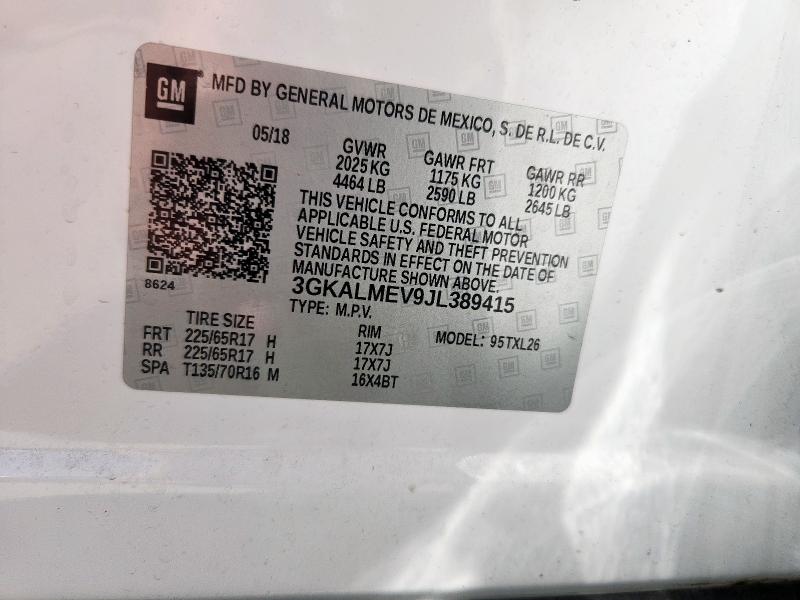 GM MFD BY GENERAL MOTORS DE MEXICO, S. DE R.L. DE C.V.
05/18 GVWR GAWR FRT GAWR RR
2025 KG 1175 KG 1200 KG
4464 LB 2590 LB 2645 LB
THIS VEHICLE CONFORMS TO ALL
APPLICABLE U.S. FEDERAL MOTOR
VEHICLE SAFETY AND THEFT PREVENTION
STANDARDS IN EFFECT ON THE DATE OF
MANUFACTURE SHOWN ABOVE.
8624
3GKALMEV9JL389415
TYPE: M.P.V. MODEL: 95TXL26
TIRE SIZE RIM
FRT 225/65R17 H 17X7J
RR 225/65R17 H 17X7J
SPA T135/70R16 M 16X4BT